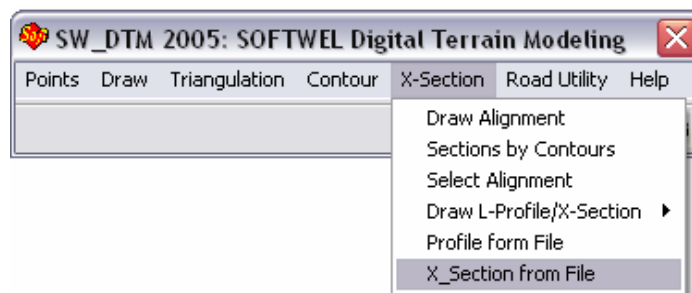 SW_DTM 2005: SOFTWEL Digital Terrain Modeling
Points Draw Triangulation Contour X-Section Road Utility Help
Draw Alignment
Sections by Contours
Select Alignment
Draw L-Profile/X-Section
Profile form File
X_Section from File